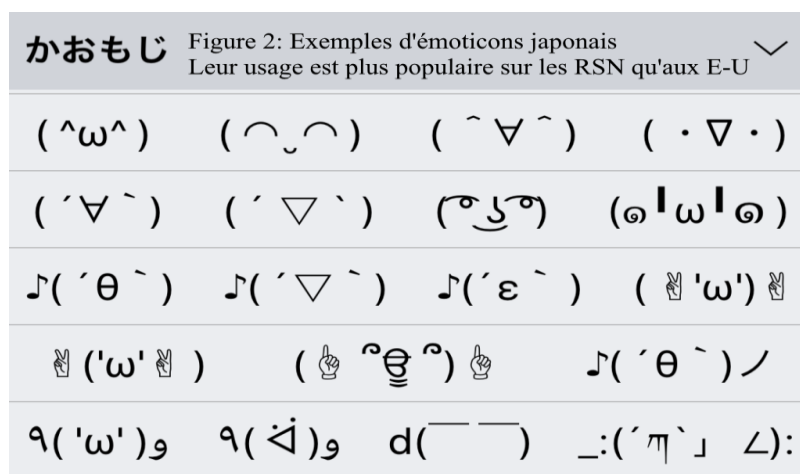 かおもじ
Figure 2: Exemples d'émoticons japonais
Leur usage est plus populaire sur les RSN qu'aux E-U
( ^ω^ ) ( ◠‿◠ ) ( ＾∀＾ ) ( ・∇・ )
( ´∀｀ ) ( ´ ▽ ` ) ( ͡° ͜ʖ ͡°) (๑╹ω╹๑ )
♪( ´θ｀ ) ♪( ´▽｀ ) ♪(´ε｀ ) ( ✌︎'ω')✌︎
✌︎('ω'✌︎ ) (☝︎ ՞ਊ ՞)☝︎ ♪( ´θ｀)ノ
٩( 'ω' )و ٩( ᐛ )و d(￣ ￣) _:(´ཀ`」 ∠):